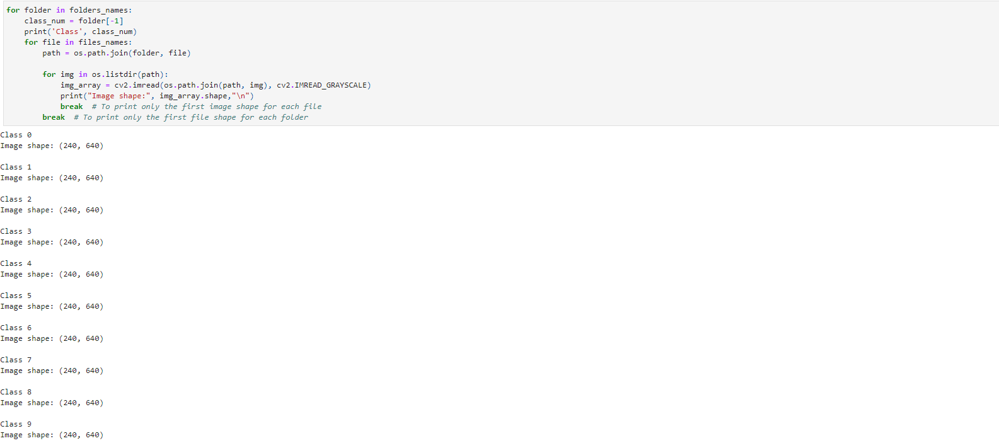 for folder in folders_names:
    class_num = folder[-1]
    print('Class', class_num)
    for file in files_names:
        path = os.path.join(folder, file)

        for img in os.listdir(path):
            img_array = cv2.imread(os.path.join(path, img), cv2.IMREAD_GRAYSCALE)
            print("Image shape:", img_array.shape,"\n")
            break  # To print only the first image shape for each file
        break  # To print only the first file shape for each folder
Class 0
Image shape: (240, 640)

Class 1
Image shape: (240, 640)

Class 2
Image shape: (240, 640)

Class 3
Image shape: (240, 640)

Class 4
Image shape: (240, 640)

Class 5
Image shape: (240, 640)

Class 6
Image shape: (240, 640)

Class 7
Image shape: (240, 640)

Class 8
Image shape: (240, 640)

Class 9
Image shape: (240, 640)